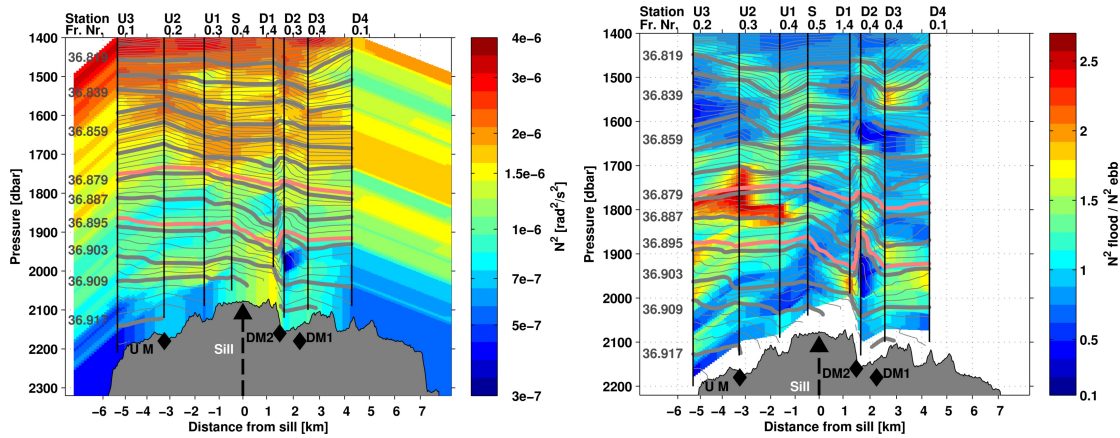 Station U3 U2 U1 S D1 D2 D3 D4
Fr. Nr. 0.1 0.2 0.3 0.4 1.4 0.3 0.4 0.1
1400
1500
1600
1700
1800
1900
2000
2100
2200
2300
Pressure [dbar]
36.819
36.839
36.859
36.879
36.887
36.895
36.903
36.909
36.917
U M
Sill
DM2
DM1
−6 −5 −4 −3 −2 −1 0 1 2 3 4 5 6 7
Distance from sill [km]
4e−6
3e−6
2e−6
1.5e−6
1e−6
7e−7
5e−7
3e−7
N² [rad²/s²]
Station U3 U2 U1 S D1 D2 D3 D4
Fr. Nr. 0.2 0.3 0.4 0.5 1.4 0.4 0.4 0.1
1400
1500
1600
1700
1800
1900
2000
2100
2200
Pressure [dbar]
36.819
36.839
36.859
36.879
36.887
36.895
36.903
36.909
36.917
U M
Sill
DM2
DM1
−6 −5 −4 −3 −2 −1 0 1 2 3 4 5 6 7 8
Distance from sill [km]
2.5
2
1.5
1
0.5
0.1
N² flood / N² ebb